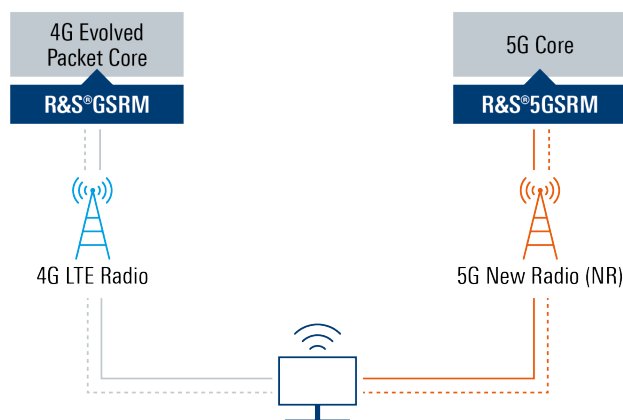 4G Evolved
Packet Core
5G Core
R&S®GSRM
R&S®5GSRM
4G LTE Radio
5G New Radio (NR)